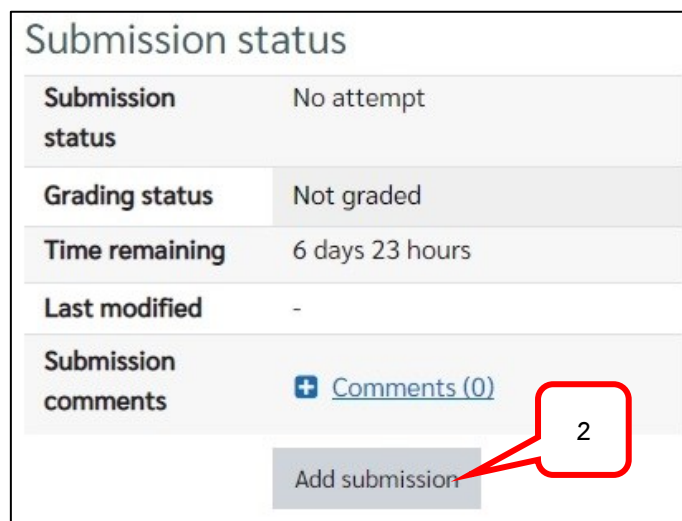 Submission status
Submission status No attempt
Grading status Not graded
Time remaining 6 days 23 hours
Last modified -
Submission comments Comments (0)
2
Add submission